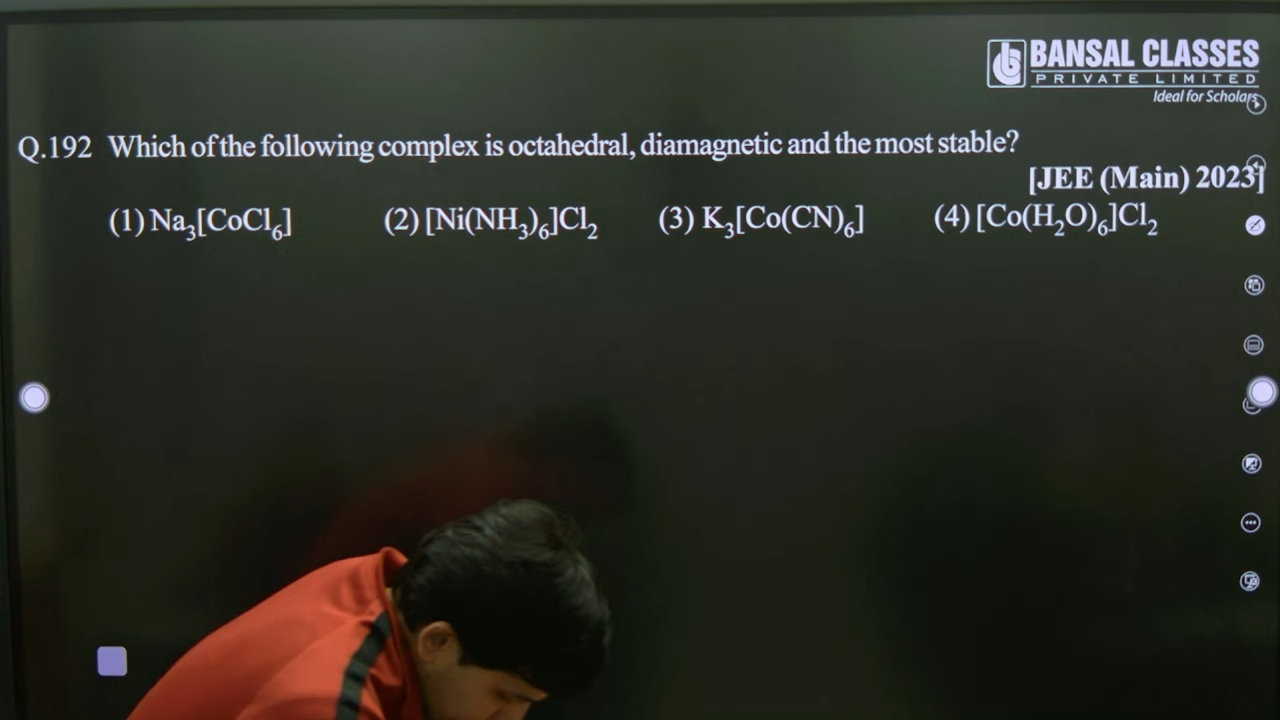 BANSAL CLASSES
PRIVATE LIMITED
Ideal for Scholars
Q.192 Which of the following complex is octahedral, diamagnetic and the most stable?
[JEE (Main) 2023]
(1) Na₃[CoCl₆] (2) [Ni(NH₃)₆]Cl₂ (3) K₃[Co(CN)₆] (4) [Co(H₂O)₆]Cl₂